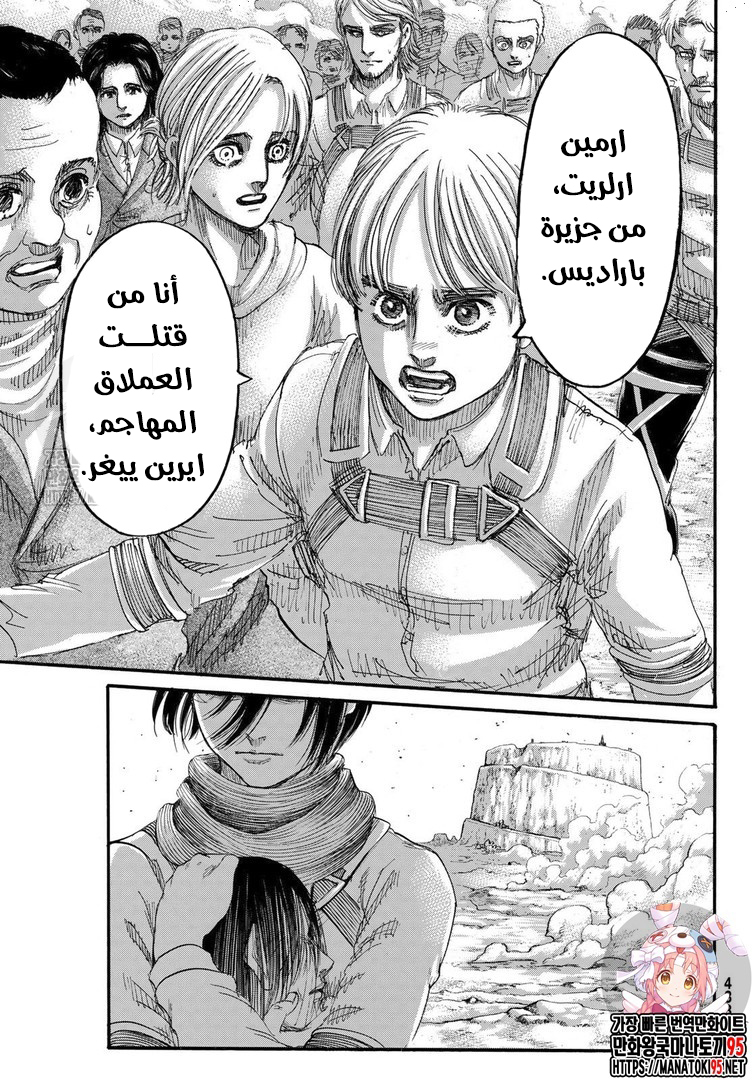 ارمين
ارلريت،
من جزيرة
باراديس.
أنا من
قتلـــت
العملاق
المهاجم،
ايرين ييغر.
가장 빠른 번역만화사이트
만화왕국마나토끼95
HTTPS://MANATOKI95.NET